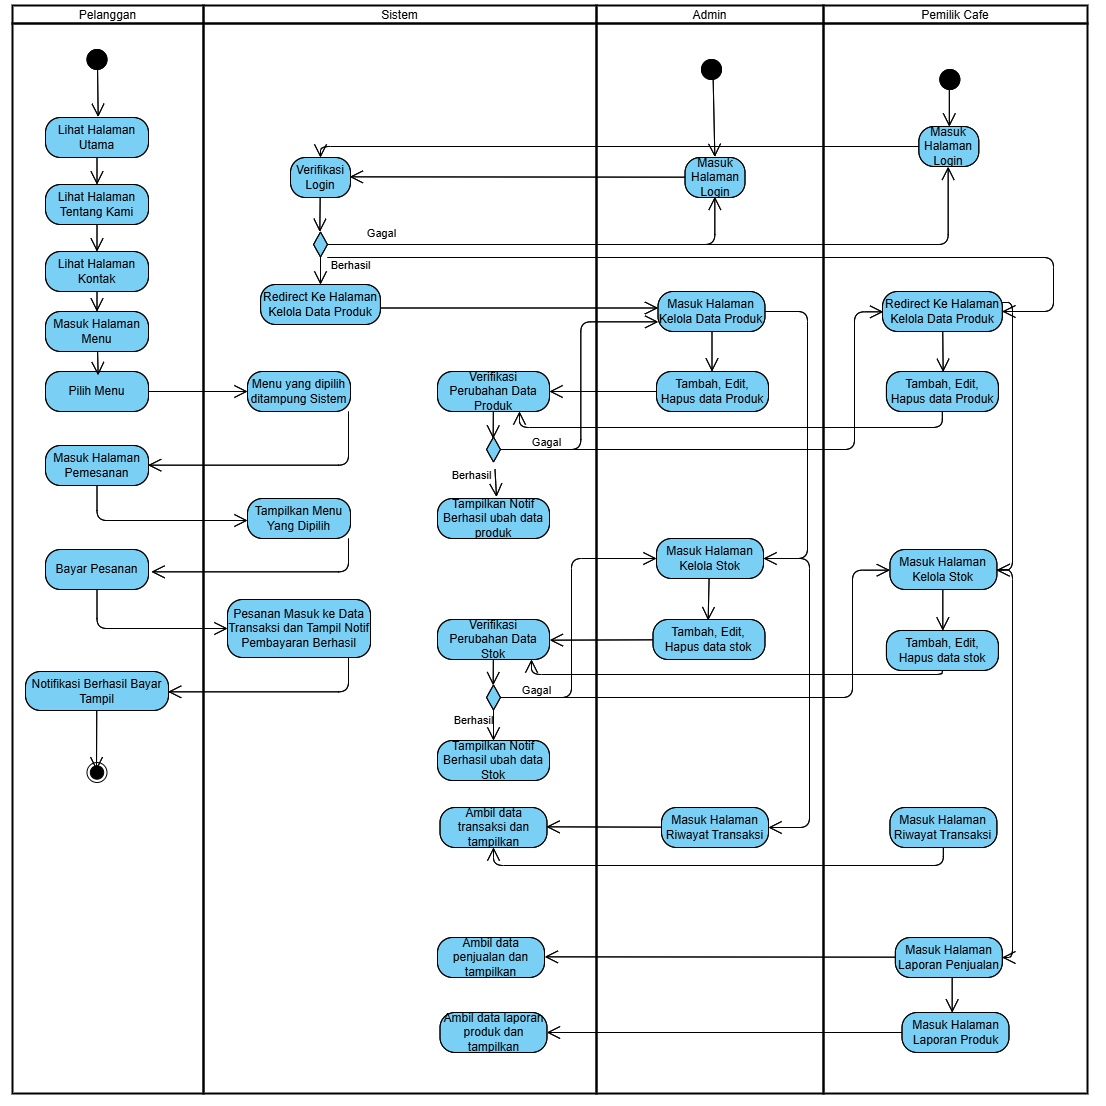 Pelanggan
Sistem
Admin
Pemilik Cafe
Lihat Halaman
Utama
Masuk
Halaman
Login
Verifikasi
Login
Masuk
Halaman
Login
Lihat Halaman
Tentang Kami
Gagal
Lihat Halaman
Kontak
Berhasil
Redirect Ke Halaman
Kelola Data Produk
Masuk Halaman
Kelola Data Produk
Redirect Ke Halaman
Kelola Data Produk
Masuk Halaman
Menu
Pilih Menu
Menu yang dipilih
ditampung Sistem
Verifikasi
Perubahan Data
Produk
Tambah, Edit,
Hapus data Produk
Tambah, Edit,
Hapus data Produk
Gagal
Masuk Halaman
Pemesanan
Berhasil
Tampilkan Menu
Yang Dipilih
Tampilkan Notif
Berhasil ubah data
produk
Bayar Pesanan
Masuk Halaman
Kelola Stok
Masuk Halaman
Kelola Stok
Pesanan Masuk ke Data
Transaksi dan Tampil Notif
Pembayaran Berhasil
Verifikasi
Perubahan Data
Stok
Tambah, Edit,
Hapus data stok
Tambah, Edit,
Hapus data stok
Notifikasi Berhasil Bayar
Tampil
Gagal
Berhasil
Tampilkan Notif
Berhasil ubah data
Stok
Ambil data
transaksi dan
tampilkan
Masuk Halaman
Riwayat Transaksi
Masuk Halaman
Riwayat Transaksi
Ambil data
penjualan dan
tampilkan
Masuk Halaman
Laporan Penjualan
Ambil data laporan
produk dan
tampilkan
Masuk Halaman
Laporan Produk